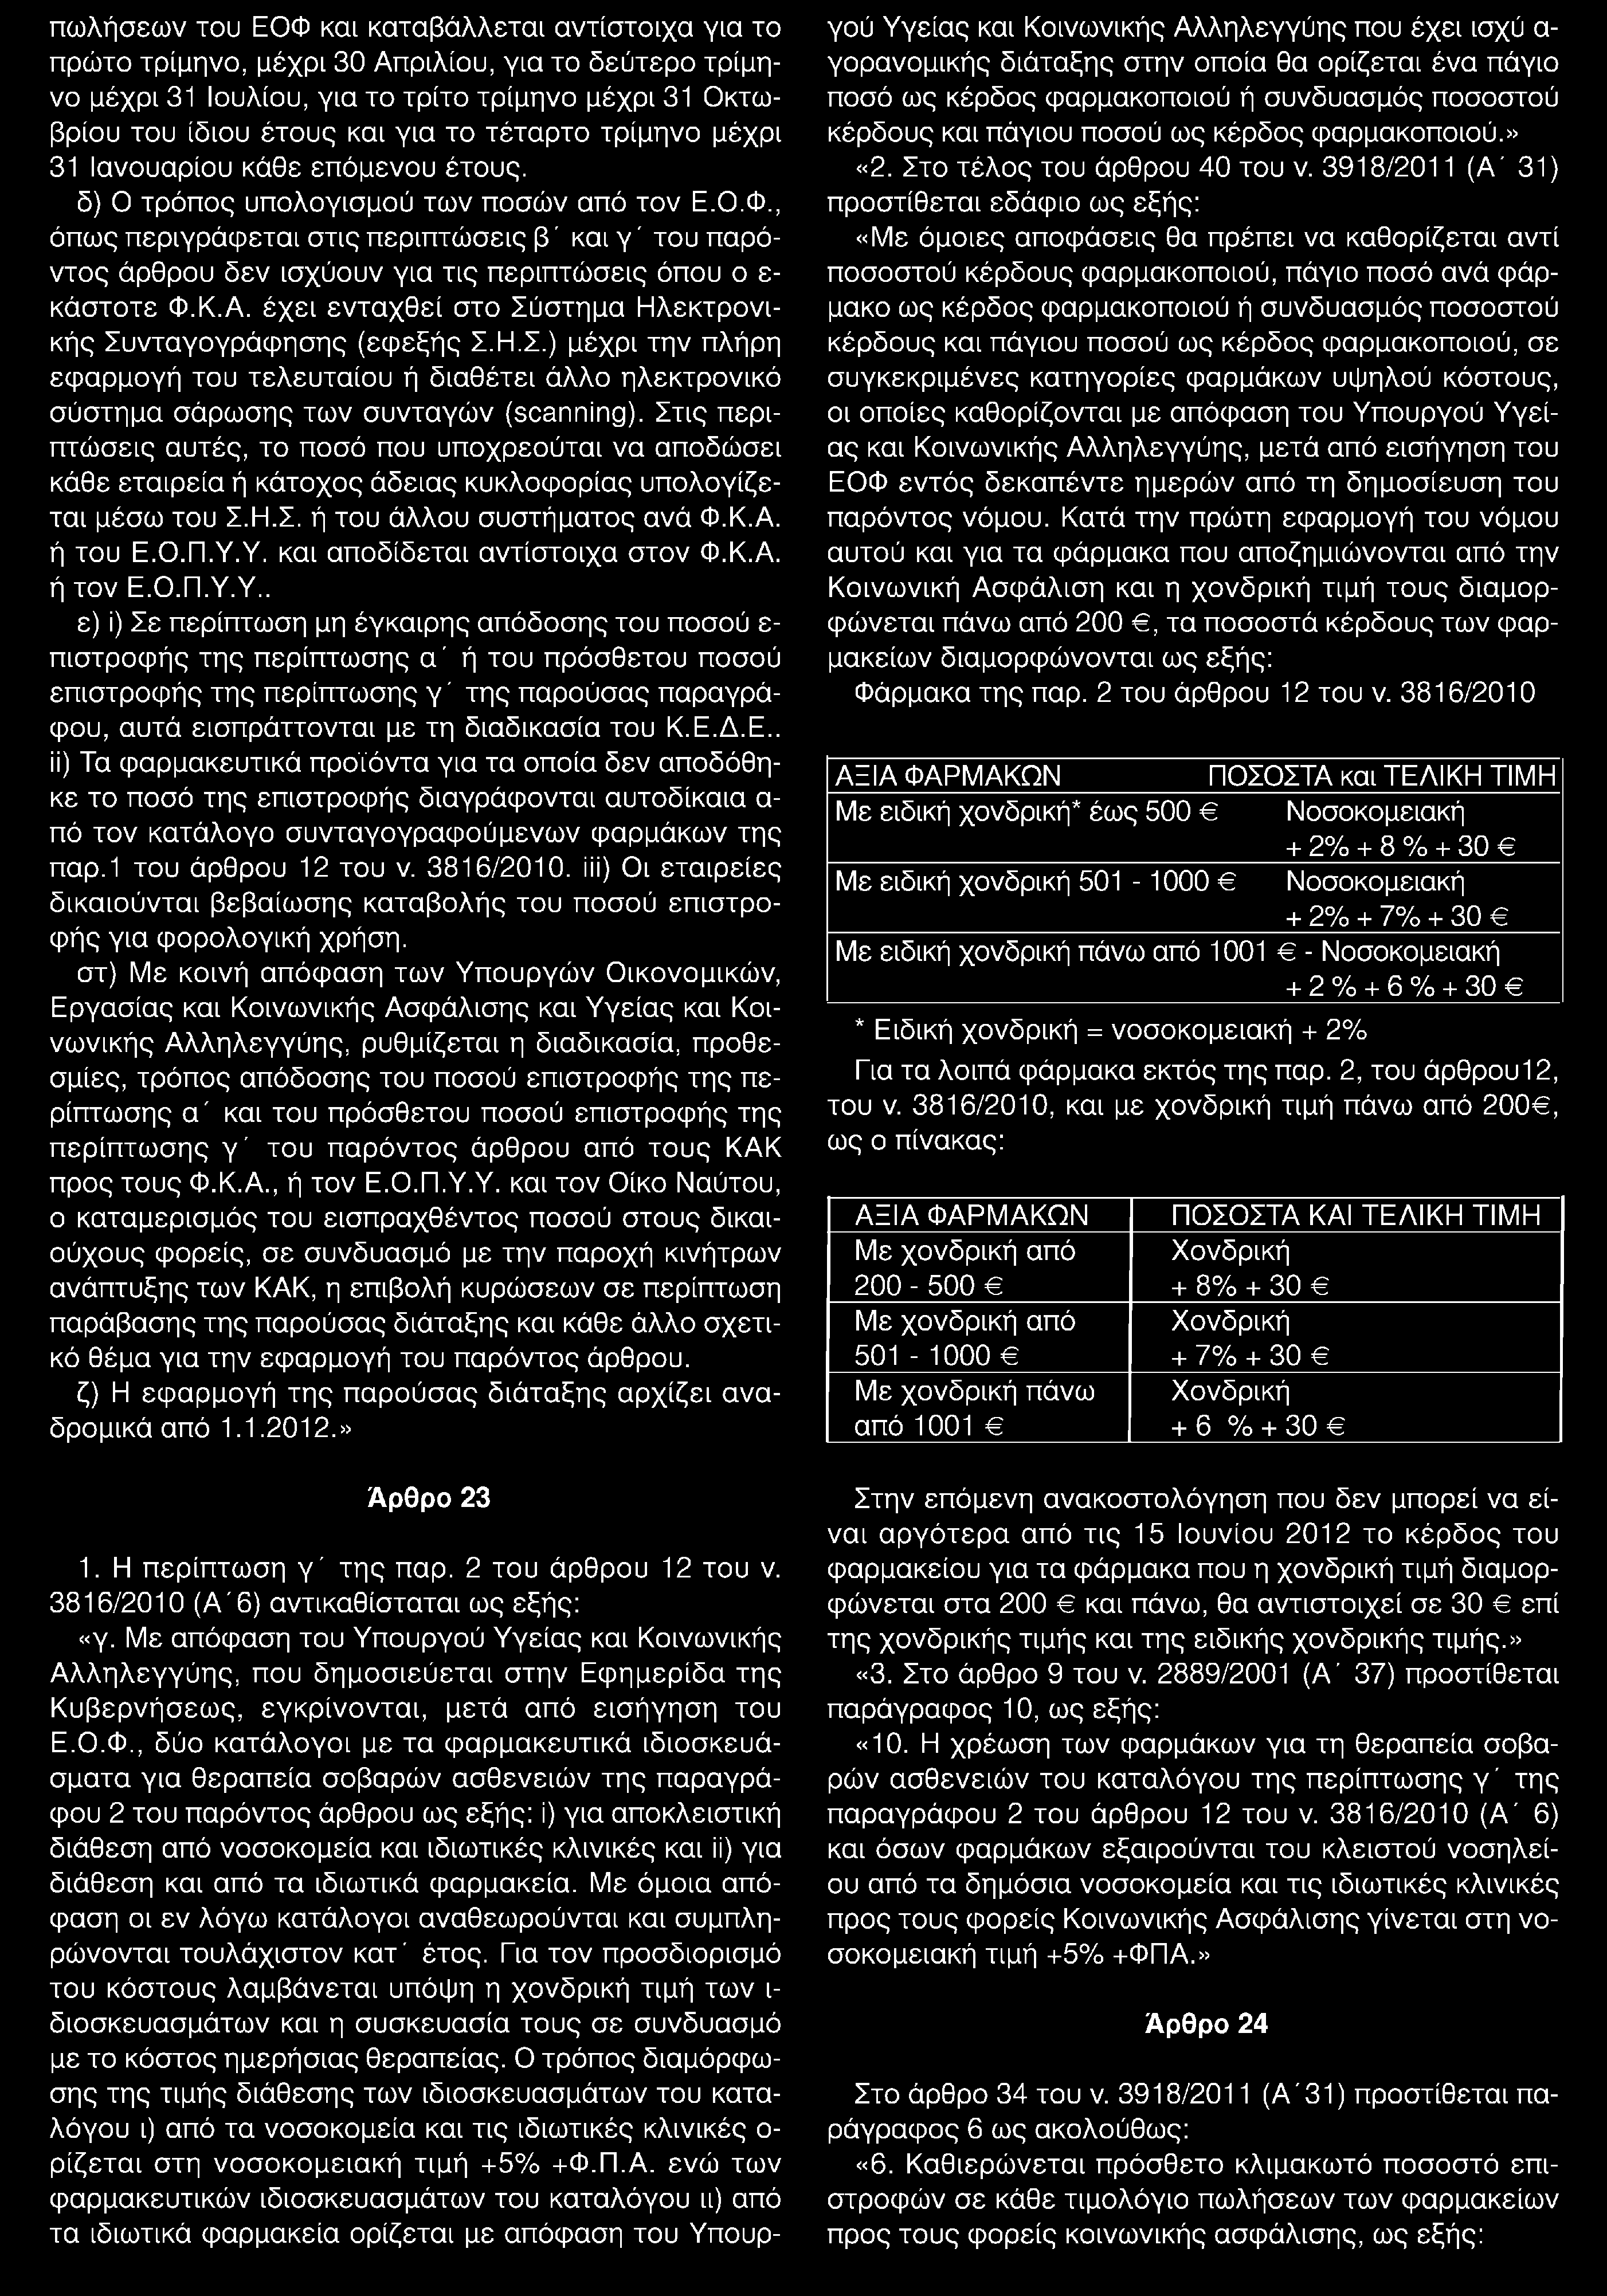 πωλήσεων του ΕΟΦ και καταβάλλεται αντίστοιχα για το
πρώτο τρίμηνο, μέχρι 30 Απριλίου, για το δεύτερο τρίμη-
νο μέχρι 31 Ιουλίου, για το τρίτο τρίμηνο μέχρι 31 Οκτω-
βρίου του ίδιου έτους και για το τέταρτο τρίμηνο μέχρι
31 Ιανουαρίου κάθε επόμενου έτους.
δ) Ο τρόπος υπολογισμού των ποσών από τον Ε.Ο.Φ.,
όπως περιγράφεται στις περιπτώσεις β΄ και γ΄ του παρό-
ντος άρθρου δεν ισχύουν για τις περιπτώσεις όπου ο ε-
κάστοτε Φ.Κ.Α. έχει ενταχθεί στο Σύστημα Ηλεκτρονι-
κής Συνταγογράφησης (εφεξής Σ.Η.Σ.) μέχρι την πλήρη
εφαρμογή του τελευταίου ή διαθέτει άλλο ηλεκτρονικό
σύστημα σάρωσης των συνταγών (scanning). Στις περι-
πτώσεις αυτές, το ποσό που υποχρεούται να αποδώσει
κάθε εταιρεία ή κάτοχος άδειας κυκλοφορίας υπολογίζε-
ται μέσω του Σ.Η.Σ. ή του άλλου συστήματος ανά Φ.Κ.Α.
ή του Ε.Ο.Π.Υ.Υ. και αποδίδεται αντίστοιχα στον Φ.Κ.Α.
ή τον Ε.Ο.Π.Υ.Υ..
ε) i) Σε περίπτωση μη έγκαιρης απόδοσης του ποσού ε-
πιστροφής της περίπτωσης α΄ ή του πρόσθετου ποσού
επιστροφής της περίπτωσης γ΄ της παρούσας παραγρά-
φου, αυτά εισπράττονται με τη διαδικασία του Κ.Ε.Δ.Ε..
ii) Τα φαρμακευτικά προϊόντα για τα οποία δεν αποδόθη-
κε το ποσό της επιστροφής διαγράφονται αυτοδίκαια α-
πό τον κατάλογο συνταγογραφούμενων φαρμάκων της
παρ.1 του άρθρου 12 του ν. 3816/2010. iii) Οι εταιρείες
δικαιούνται βεβαίωσης καταβολής του ποσού επιστρο-
φής για φορολογική χρήση.
στ) Με κοινή απόφαση των Υπουργών Οικονομικών,
Εργασίας και Κοινωνικής Ασφάλισης και Υγείας και Κοι-
νωνικής Αλληλεγγύης, ρυθμίζεται η διαδικασία, προθε-
σμίες, τρόπος απόδοσης του ποσού επιστροφής της πε-
ρίπτωσης α΄ και του πρόσθετου ποσού επιστροφής της
περίπτωσης γ΄ του παρόντος άρθρου από τους ΚΑΚ
προς τους Φ.Κ.Α., ή τον Ε.Ο.Π.Υ.Υ. και τον Οίκο Ναύτου,
ο καταμερισμός του εισπραχθέντος ποσού στους δικαι-
ούχους φορείς, σε συνδυασμό με την παροχή κινήτρων
ανάπτυξης των ΚΑΚ, η επιβολή κυρώσεων σε περίπτωση
παράβασης της παρούσας διάταξης και κάθε άλλο σχετι-
κό θέμα για την εφαρμογή του παρόντος άρθρου.
ζ) Η εφαρμογή της παρούσας διάταξης αρχίζει ανα-
δρομικά από 1.1.2012.»
Άρθρο 23
1. Η περίπτωση γ΄ της παρ. 2 του άρθρου 12 του ν.
3816/2010 (Α΄6) αντικαθίσταται ως εξής:
«γ. Με απόφαση του Υπουργού Υγείας και Κοινωνικής
Αλληλεγγύης, που δημοσιεύεται στην Εφημερίδα της
Κυβερνήσεως, εγκρίνονται, μετά από εισήγηση του
Ε.Ο.Φ., δύο κατάλογοι με τα φαρμακευτικά ιδιοσκευά-
σματα για θεραπεία σοβαρών ασθενειών της παραγρά-
φου 2 του παρόντος άρθρου ως εξής: i) για αποκλειστική
διάθεση από νοσοκομεία και ιδιωτικές κλινικές και ii) για
διάθεση και από τα ιδιωτικά φαρμακεία. Με όμοια από-
φαση οι εν λόγω κατάλογοι αναθεωρούνται και συμπλη-
ρώνονται τουλάχιστον κατ΄ έτος. Για τον προσδιορισμό
του κόστους λαμβάνεται υπόψη η χονδρική τιμή των ι-
διοσκευασμάτων και η συσκευασία τους σε συνδυασμό
με το κόστος ημερήσιας θεραπείας. Ο τρόπος διαμόρφω-
σης της τιμής διάθεσης των ιδιοσκευασμάτων του κατα-
λόγου ι) από τα νοσοκομεία και τις ιδιωτικές κλινικές ο-
ρίζεται στη νοσοκομειακή τιμή +5% +Φ.Π.Α. ενώ των
φαρμακευτικών ιδιοσκευασμάτων του καταλόγου ιι) από
τα ιδιωτικά φαρμακεία ορίζεται με απόφαση του Υπουρ-
γού Υγείας και Κοινωνικής Αλληλεγγύης που έχει ισχύ α-
γορανομικής διάταξης στην οποία θα ορίζεται ένα πάγιο
ποσό ως κέρδος φαρμακοποιού ή συνδυασμός ποσοστού
κέρδους και πάγιου ποσού ως κέρδος φαρμακοποιού.»
«2. Στο τέλος του άρθρου 40 του ν. 3918/2011 (Α΄ 31)
προστίθεται εδάφιο ως εξής:
«Με όμοιες αποφάσεις θα πρέπει να καθορίζεται αντί
ποσοστού κέρδους φαρμακοποιού, πάγιο ποσό ανά φάρ-
μακο ως κέρδος φαρμακοποιού ή συνδυασμός ποσοστού
κέρδους και πάγιου ποσού ως κέρδος φαρμακοποιού, σε
συγκεκριμένες κατηγορίες φαρμάκων υψηλού κόστους,
οι οποίες καθορίζονται με απόφαση του Υπουργού Υγεί-
ας και Κοινωνικής Αλληλεγγύης, μετά από εισήγηση του
ΕΟΦ εντός δεκαπέντε ημερών από τη δημοσίευση του
παρόντος νόμου. Κατά την πρώτη εφαρμογή του νόμου
αυτού και για τα φάρμακα που αποζημιώνονται από την
Κοινωνική Ασφάλιση και η χονδρική τιμή τους διαμορ-
φώνεται πάνω από 200 €, τα ποσοστά κέρδους των φαρ-
μακείων διαμορφώνονται ως εξής:
Φάρμακα της παρ. 2 του άρθρου 12 του ν. 3816/2010
ΑΞΙΑ ΦΑΡΜΑΚΩΝ ΠΟΣΟΣΤΑ και ΤΕΛΙΚΗ ΤΙΜΗ
Με ειδική χονδρική* έως 500 € Νοσοκομειακή
+ 2% + 8 % + 30 €
Με ειδική χονδρική 501 - 1000 € Νοσοκομειακή
+ 2% + 7% + 30 €
Με ειδική χονδρική πάνω από 1001 € - Νοσοκομειακή
+ 2 % + 6 % + 30 €
* Ειδική χονδρική = νοσοκομειακή + 2%
Για τα λοιπά φάρμακα εκτός της παρ. 2, του άρθρου12,
του ν. 3816/2010, και με χονδρική τιμή πάνω από 200€,
ως ο πίνακας:
ΑΞΙΑ ΦΑΡΜΑΚΩΝ ΠΟΣΟΣΤΑ ΚΑΙ ΤΕΛΙΚΗ ΤΙΜΗ
Με χονδρική από Χονδρική
200 - 500 € + 8% + 30 €
Με χονδρική από Χονδρική
501 - 1000 € + 7% + 30 €
Με χονδρική πάνω Χονδρική
από 1001 € + 6 % + 30 €
Στην επόμενη ανακοστολόγηση που δεν μπορεί να εί-
ναι αργότερα από τις 15 Ιουνίου 2012 το κέρδος του
φαρμακείου για τα φάρμακα που η χονδρική τιμή διαμορ-
φώνεται στα 200 € και πάνω, θα αντιστοιχεί σε 30 € επί
της χονδρικής τιμής και της ειδικής χονδρικής τιμής.»
«3. Στο άρθρο 9 του ν. 2889/2001 (Α΄ 37) προστίθεται
παράγραφος 10, ως εξής:
«10. Η χρέωση των φαρμάκων για τη θεραπεία σοβα-
ρών ασθενειών του καταλόγου της περίπτωσης γ΄ της
παραγράφου 2 του άρθρου 12 του ν. 3816/2010 (Α΄ 6)
και όσων φαρμάκων εξαιρούνται του κλειστού νοσηλεί-
ου από τα δημόσια νοσοκομεία και τις ιδιωτικές κλινικές
προς τους φορείς Κοινωνικής Ασφάλισης γίνεται στη νο-
σοκομειακή τιμή +5% +ΦΠΑ.»
Άρθρο 24
Στο άρθρο 34 του ν. 3918/2011 (Α΄31) προστίθεται πα-
ράγραφος 6 ως ακολούθως:
«6. Καθιερώνεται πρόσθετο κλιμακωτό ποσοστό επι-
στροφών σε κάθε τιμολόγιο πωλήσεων των φαρμακείων
προς τους φορείς κοινωνικής ασφάλισης, ως εξής: